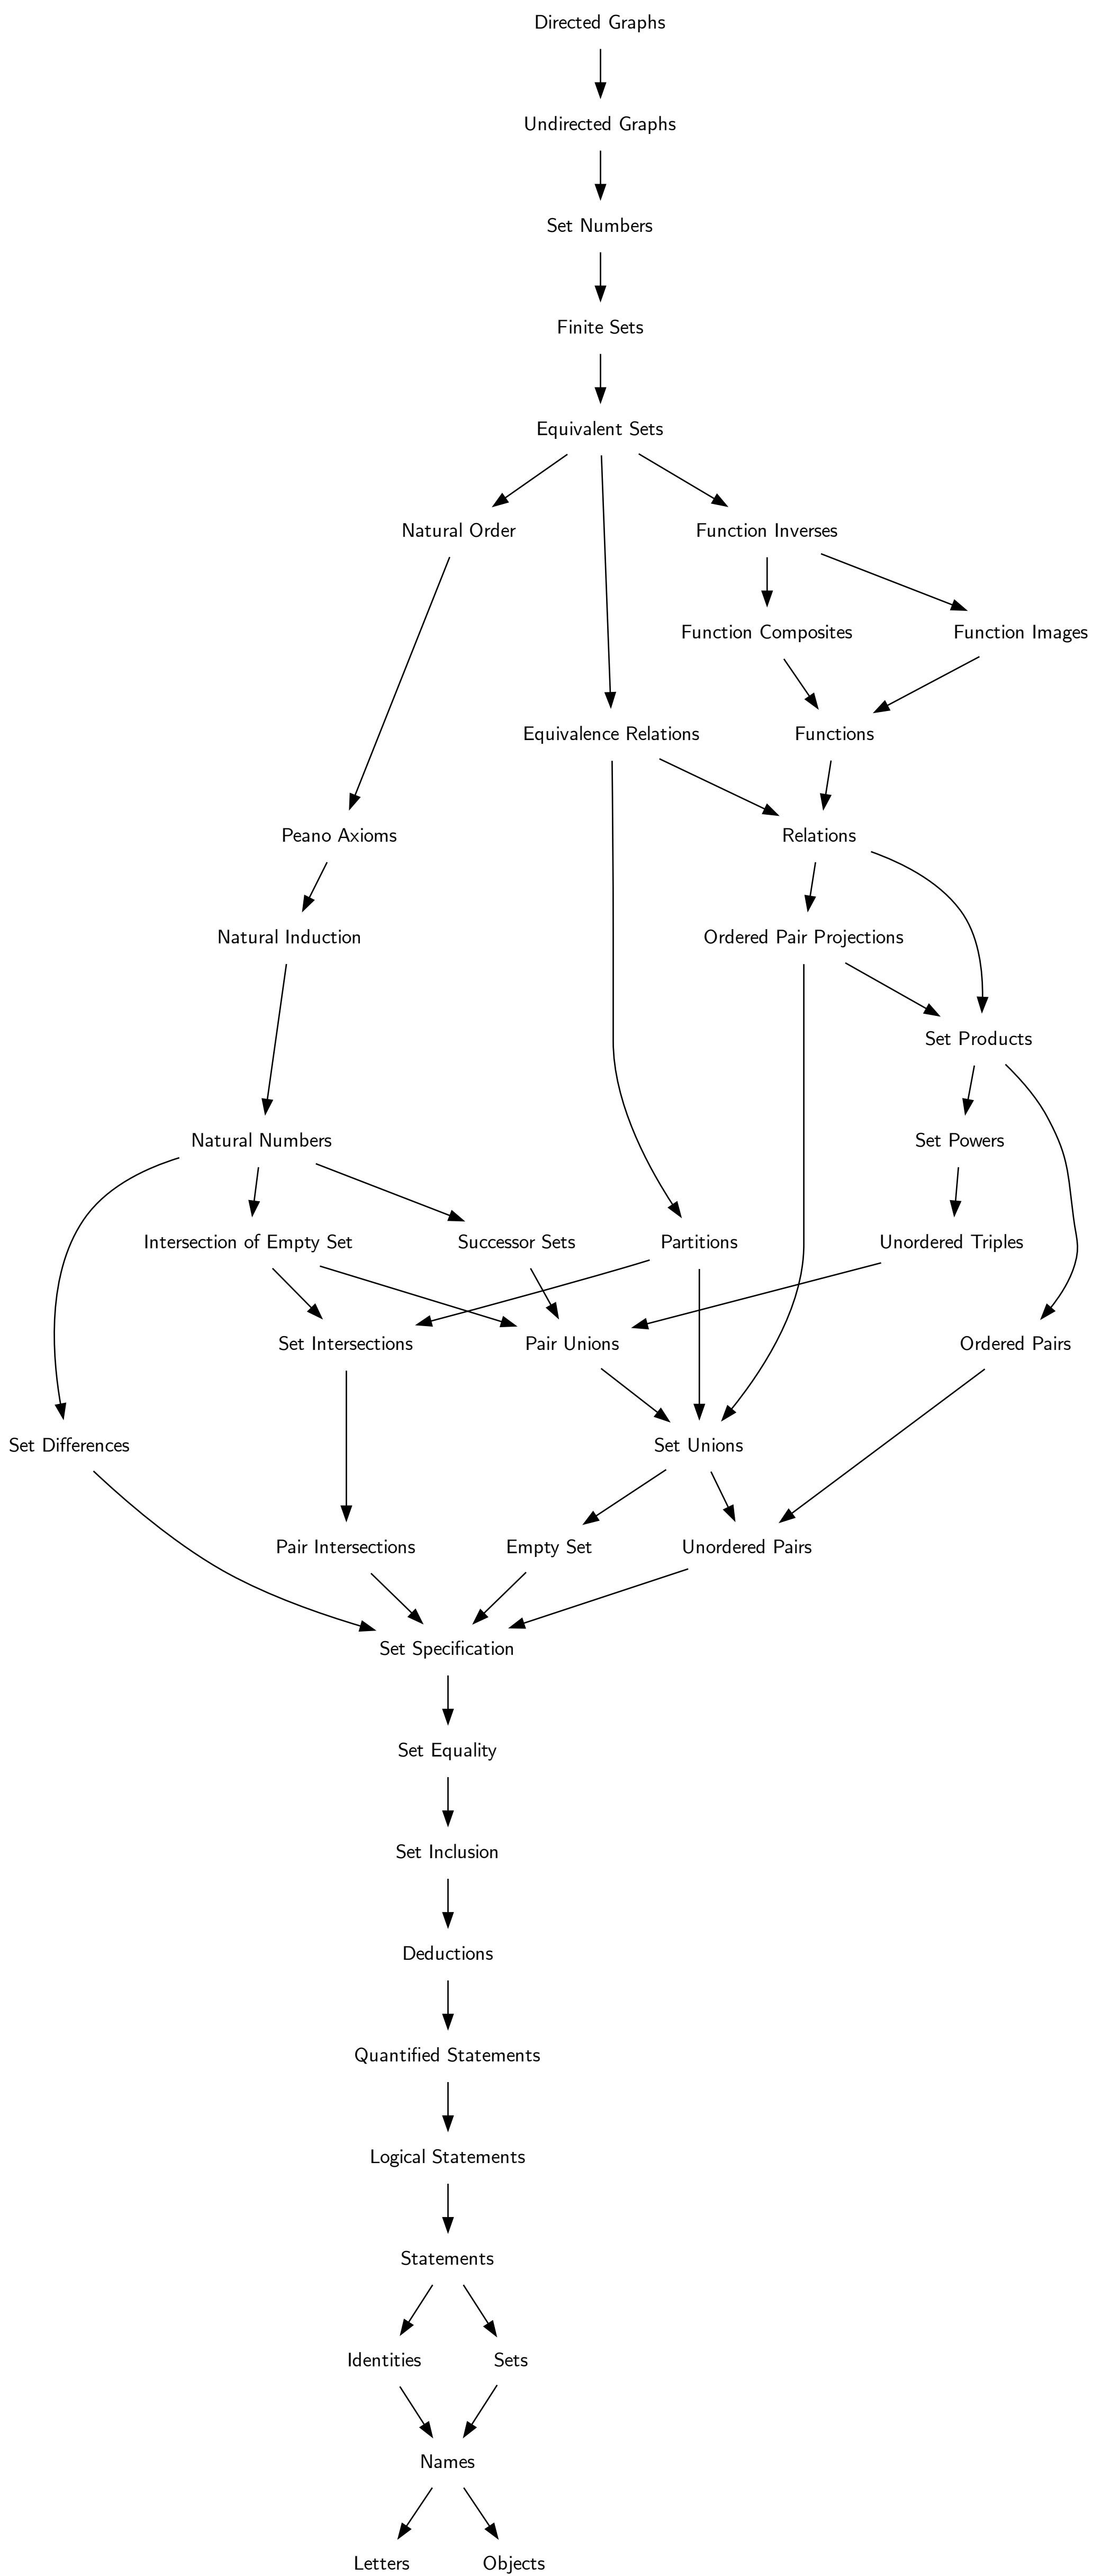 Directed Graphs
Undirected Graphs
Set Numbers
Finite Sets
Equivalent Sets
Natural Order
Function Inverses
Function Composites
Function Images
Equivalence Relations
Functions
Peano Axioms
Relations
Natural Induction
Ordered Pair Projections
Set Products
Natural Numbers
Set Powers
Intersection of Empty Set
Successor Sets
Partitions
Unordered Triples
Set Intersections
Pair Unions
Ordered Pairs
Set Differences
Set Unions
Pair Intersections
Empty Set
Unordered Pairs
Set Specification
Set Equality
Set Inclusion
Deductions
Quantified Statements
Logical Statements
Statements
Identities
Sets
Names
Letters
Objects